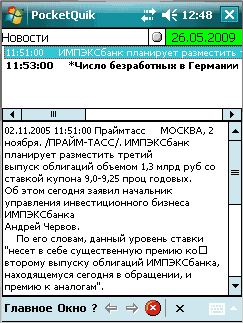 PocketQuik 12:48
Новости 26.05.2009
11:51:00 ИМПЭКСбанк планирует разместить т
11:53:00 *Число безработных в Германии
02.11.2005 11:51:00 Праймтасс МОСКВА, 2
ноября. /ПРАЙМ-ТАСС/. ИМПЭКСбанк
планирует разместить третий
выпуск облигаций объемом 1,3 млрд руб со
ставкой купона 9,0-9,25 проц годовых.
Об этом сегодня заявил начальник
управления инвестиционного бизнеса
ИМПЭКСбанка
Андрей Червов.
По его словам, данный уровень ставки
"несет в себе существенную премию ко□
второму выпуску облигаций ИМПЭКСбанка,
находящемуся сегодня в обращении, и
премию к аналогам".
Главное Окно ?